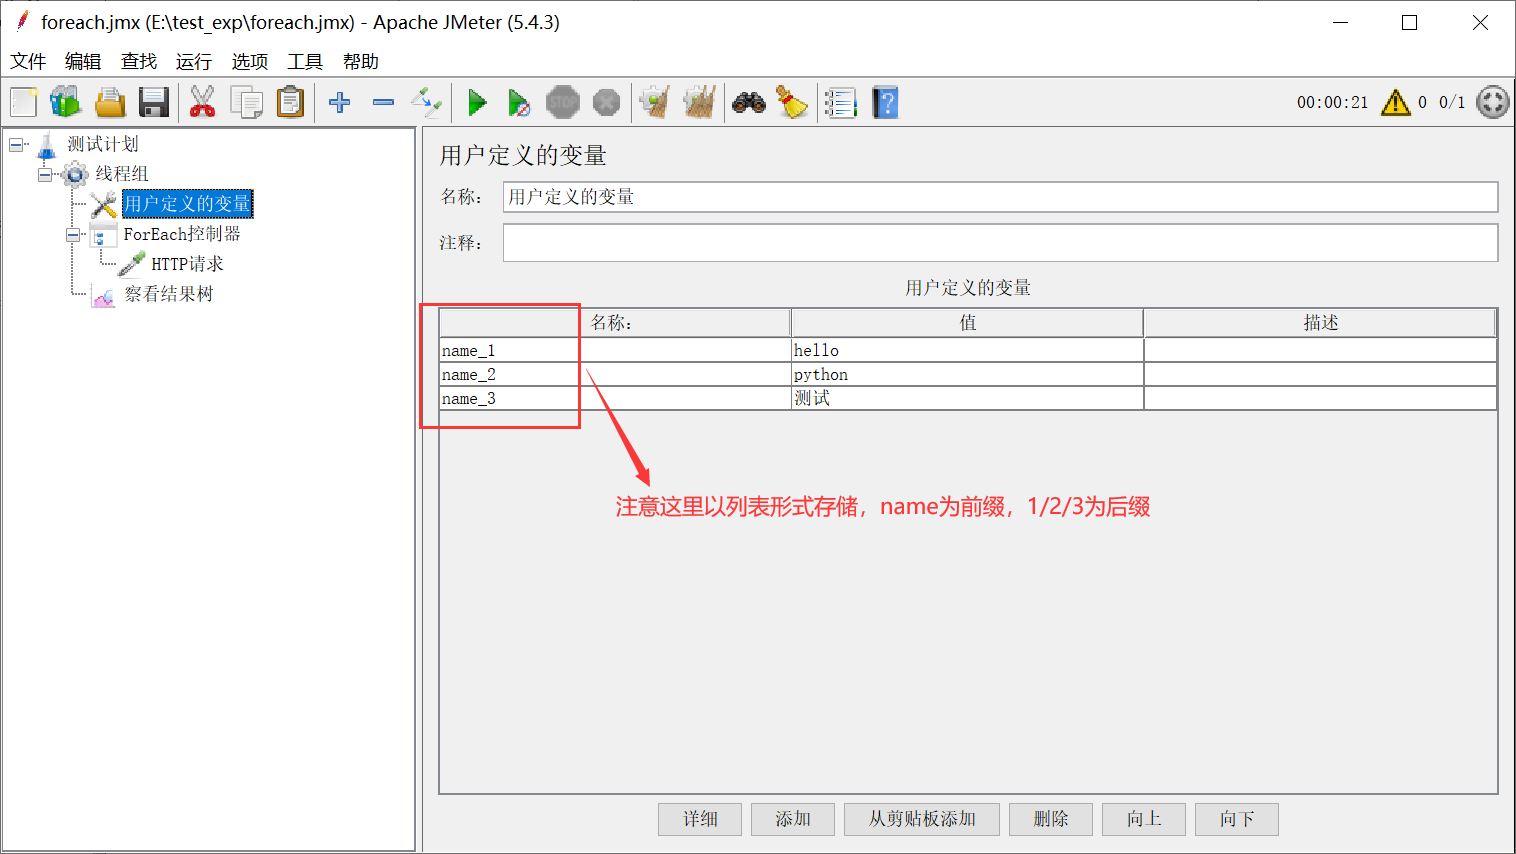 foreach.jmx (E:\test_exp\foreach.jmx) - Apache JMeter (5.4.3)
文件 编辑 查找 运行 选项 工具 帮助
STOP
00:00:21 0 0/1
测试计划
线程组
用户定义的变量
ForEach控制器
HTTP请求
察看结果树
用户定义的变量
名称: 用户定义的变量
注释:
用户定义的变量
名称: 值 描述
name_1 hello
name_2 python
name_3 测试
注意这里以列表形式存储，name为前缀，1/2/3为后缀
详细 添加 从剪贴板添加 删除 向上 向下